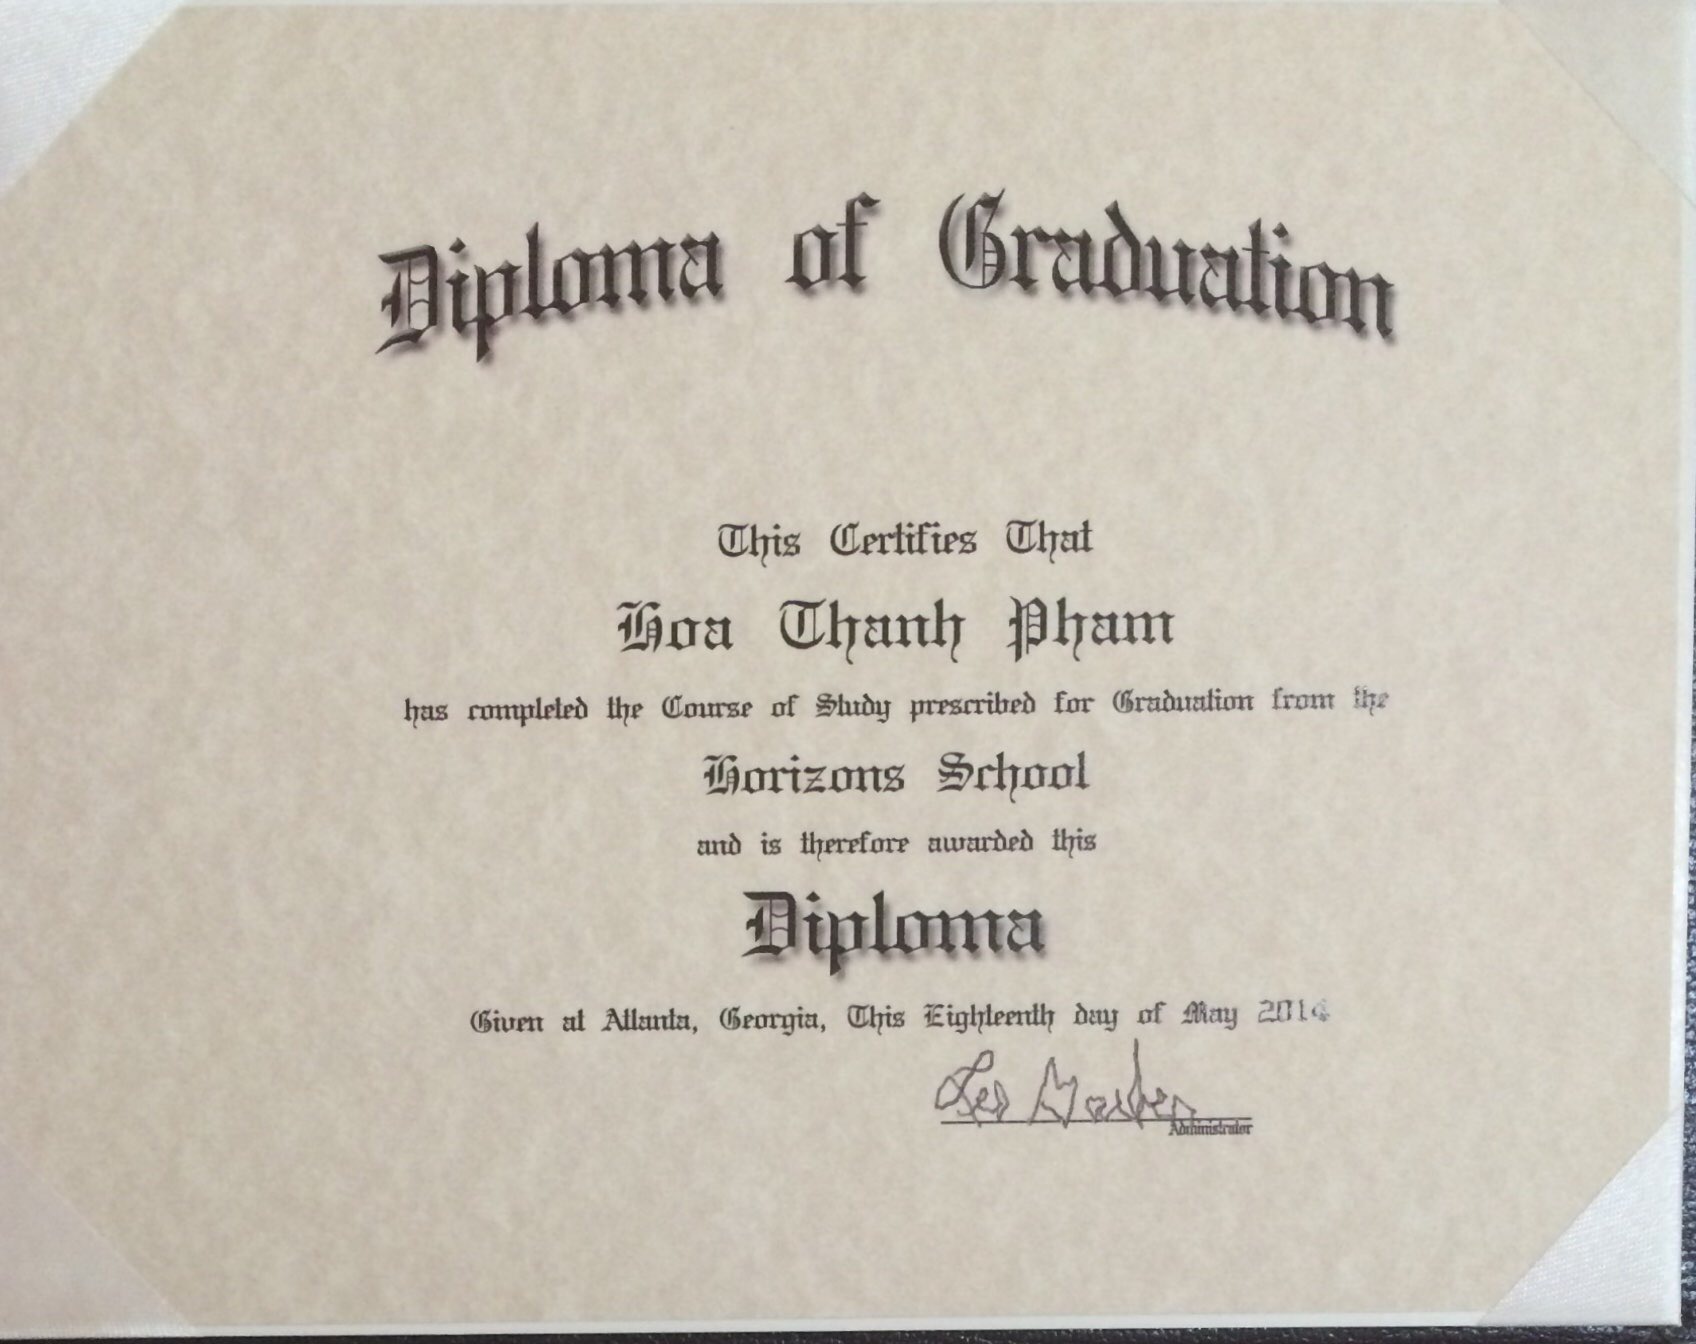 Diploma of Graduation
This Certifies That
Hoa Thanh Pham
has completed the Course of Study prescribed for Graduation from the
Horizons School
and is therefore awarded this
Diploma
Given at Atlanta, Georgia, This Eighteenth day of May 2014
Administrator